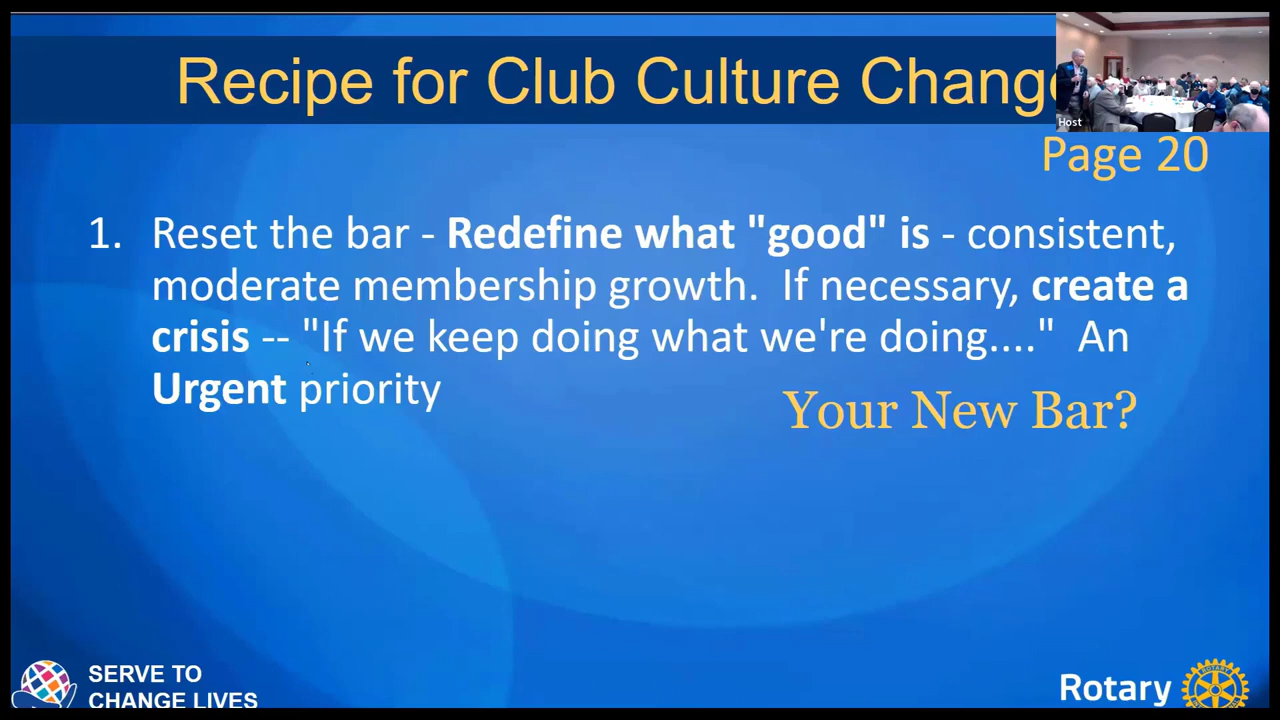 Recipe for Club Culture Chang
Host
Page 20
1. Reset the bar - Redefine what "good" is - consistent,
moderate membership growth. If necessary, create a
crisis -- "If we keep doing what we're doing...." An
Urgent priority
Your New Bar?
SERVE TO
CHANGE LIVES
Rotary